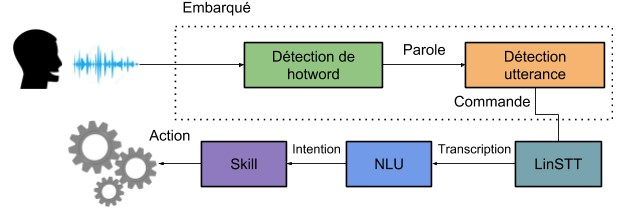 Embarqué
Détection de
hotword
Parole
Détection
utterance
Commande
Action
Skill
Intention
NLU
Transcription
LinSTT